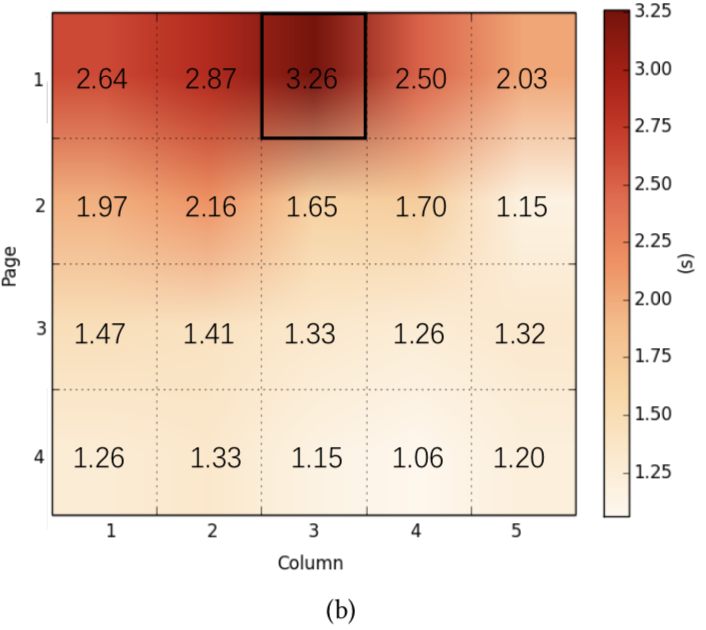 3.25
1 2.64 2.87 3.26 2.50 2.03
3.00
2.75
2.50
2 1.97 2.16 1.65 1.70 1.15
2.25
Page
(s)
2.00
3 1.47 1.41 1.33 1.26 1.32
1.75
1.50
4 1.26 1.33 1.15 1.06 1.20
1.25
1 2 3 4 5
Column
(b)